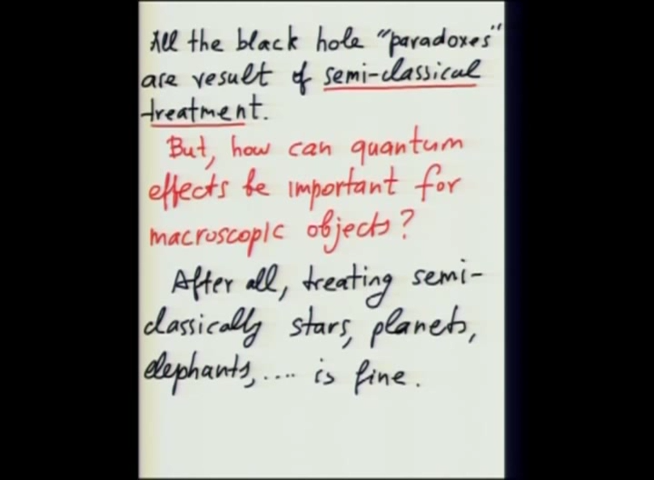 All the black hole "paradoxes"
are result of semi-classical
treatment.
But, how can quantum
effects be important for
macroscopic objects?
After all, treating semi-
classically stars, planets,
elephants, .... is fine.